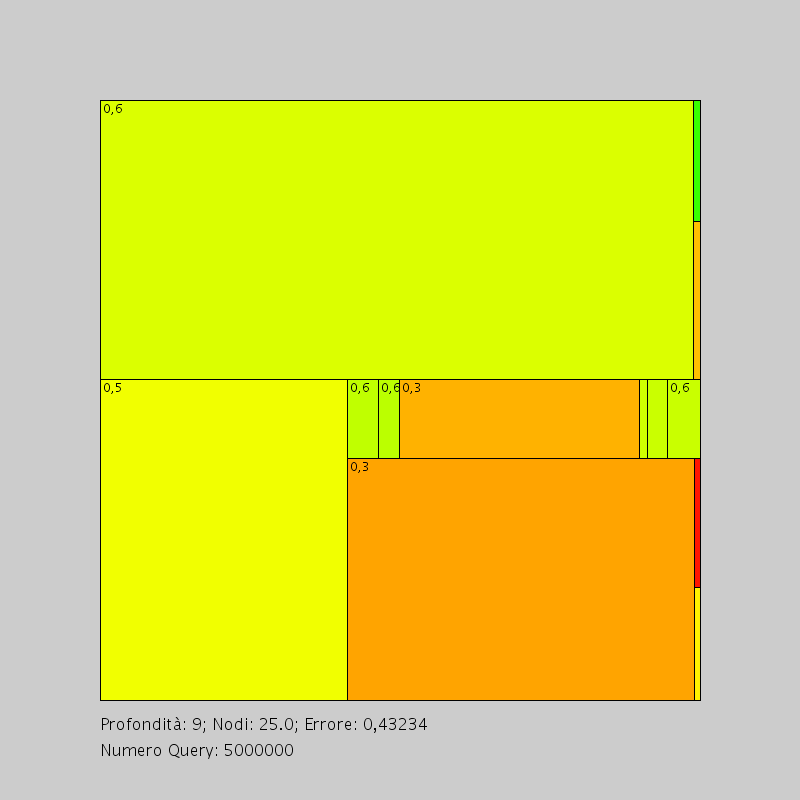 0,6
0,5
0,6 0,6 0,3 0,6
0,3
Profondità: 9; Nodi: 25.0; Errore: 0,43234
Numero Query: 5000000